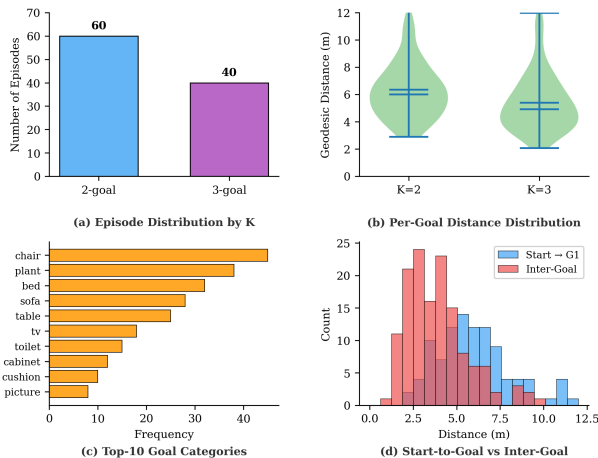 70
60
50
40
30
20
10
0
Number of Episodes
60
40
2-goal
3-goal
(a) Episode Distribution by K
12
10
8
6
4
2
0
Geodesic Distance (m)
K=2
K=3
(b) Per-Goal Distance Distribution
chair
plant
bed
sofa
table
tv
toilet
cabinet
cushion
picture
0
10
20
30
40
Frequency
(c) Top-10 Goal Categories
25
20
15
10
5
0
Count
Start → G1
Inter-Goal
0.0
2.5
5.0
7.5
10.0
12.5
Distance (m)
(d) Start-to-Goal vs Inter-Goal